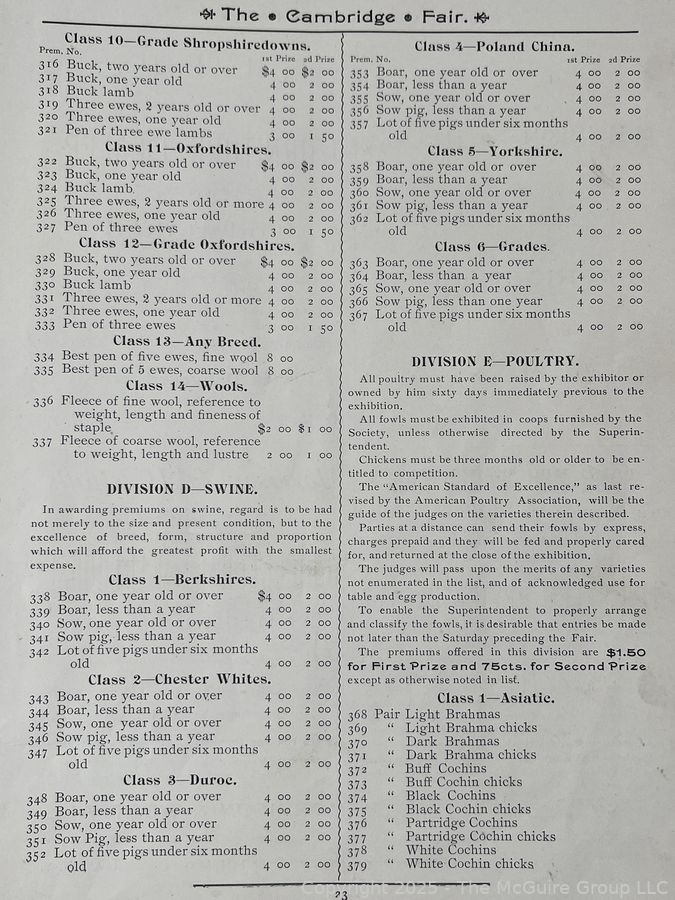 The • Cambridge • Fair.
Class 10—Grade Shropshiredowns.
Prem. No. 1st Prize 2d Prize
316 Buck, two years old or over $4 00 $2 00
317 Buck, one year old 4 00 2 00
318 Buck lamb 4 00 2 00
319 Three ewes, 2 years old or over 4 00 2 00
320 Three ewes, one year old 4 00 2 00
321 Pen of three ewe lambs 3 00 1 50
Class 11—Oxfordshires.
322 Buck, two years old or over $4 00 $2 00
323 Buck, one year old 4 00 2 00
324 Buck lamb 4 00 2 00
325 Three ewes, 2 years old or more 4 00 2 00
326 Three ewes, one year old 4 00 2 00
327 Pen of three ewes 3 00 1 50
Class 12—Grade Oxfordshires.
328 Buck, two years old or over $4 00 $2 00
329 Buck, one year old 4 00 2 00
330 Buck lamb 4 00 2 00
331 Three ewes, 2 years old or more 4 00 2 00
332 Three ewes, one year old 4 00 2 00
333 Pen of three ewes 3 00 1 50
Class 13—Any Breed.
334 Best pen of five ewes, fine wool 8 00
335 Best pen of 5 ewes, coarse wool 8 00
Class 14—Wools.
336 Fleece of fine wool, reference to
weight, length and fineness of
staple $2 00 $1 00
337 Fleece of coarse wool, reference
to weight, length and lustre 2 00 1 00
DIVISION D—SWINE.
In awarding premiums on swine, regard is to be had
not merely to the size and present condition, but to the
excellence of breed, form, structure and proportion
which will afford the greatest profit with the smallest
expense.
Class 1—Berkshires.
338 Boar, one year old or over $4 00 2 00
339 Boar, less than a year 4 00 2 00
340 Sow, one year old or over 4 00 2 00
341 Sow pig, less than a year 4 00 2 00
342 Lot of five pigs under six months
old 4 00 2 00
Class 2—Chester Whites.
343 Boar, one year old or over 4 00 2 00
344 Boar, less than a year 4 00 2 00
345 Sow, one year old or over 4 00 2 00
346 Sow pig, less than a year 4 00 2 00
347 Lot of five pigs under six months
old 4 00 2 00
Class 3—Duroc.
348 Boar, one year old or over 4 00 2 00
349 Boar, less than a year 4 00 2 00
350 Sow, one year old or over 4 00 2 00
351 Sow Pig, less than a year 4 00 2 00
352 Lot of five pigs under six months
old 4 00 2 00
Class 4—Poland China.
Prem. No. 1st Prize 2d Prize
353 Boar, one year old or over 4 00 2 00
354 Boar, less than a year 4 00 2 00
355 Sow, one year old or over 4 00 2 00
356 Sow pig, less than a year 4 00 2 00
357 Lot of five pigs under six months
old 4 00 2 00
Class 5—Yorkshire.
358 Boar, one year old or over 4 00 2 00
359 Boar, less than a year 4 00 2 00
360 Sow, one year old or over 4 00 2 00
361 Sow pig, less than a year 4 00 2 00
362 Lot of five pigs under six months
old 4 00 2 00
Class 6—Grades.
363 Boar, one year old or over 4 00 2 00
364 Boar, less than a year 4 00 2 00
365 Sow, one year old or over 4 00 2 00
366 Sow pig, less than one year 4 00 2 00
367 Lot of five pigs under six months
old 4 00 2 00
DIVISION E—POULTRY.
All poultry must have been raised by the exhibitor or
owned by him sixty days immediately previous to the
exhibition.
All fowls must be exhibited in coops furnished by the
Society, unless otherwise directed by the Superin-
tendent.
Chickens must be three months old or older to be en-
titled to competition.
The "American Standard of Excellence," as last re-
vised by the American Poultry Association, will be the
guide of the judges on the varieties therein described.
Parties at a distance can send their fowls by express,
charges prepaid and they will be fed and properly cared
for, and returned at the close of the exhibition.
The judges will pass upon the merits of any varieties
not enumerated in the list, and of acknowledged use for
table and egg production.
To enable the Superintendent to properly arrange
and classify the fowls, it is desirable that entries be made
not later than the Saturday preceding the Fair.
The premiums offered in this division are $1.50
for First Prize and 75cts. for Second Prize
except as otherwise noted in list.
Class 1—Asiatic.
368 Pair Light Brahmas
369 " Light Brahma chicks
370 " Dark Brahmas
371 " Dark Brahma chicks
372 " Buff Cochins
373 " Buff Cochin chicks
374 " Black Cochins
375 " Black Cochin chicks
376 " Partridge Cochins
377 " Partridge Cochin chicks
378 " White Cochins
379 " White Cochin chicks
23
Copyright 2025 - The McGuire Group LLC